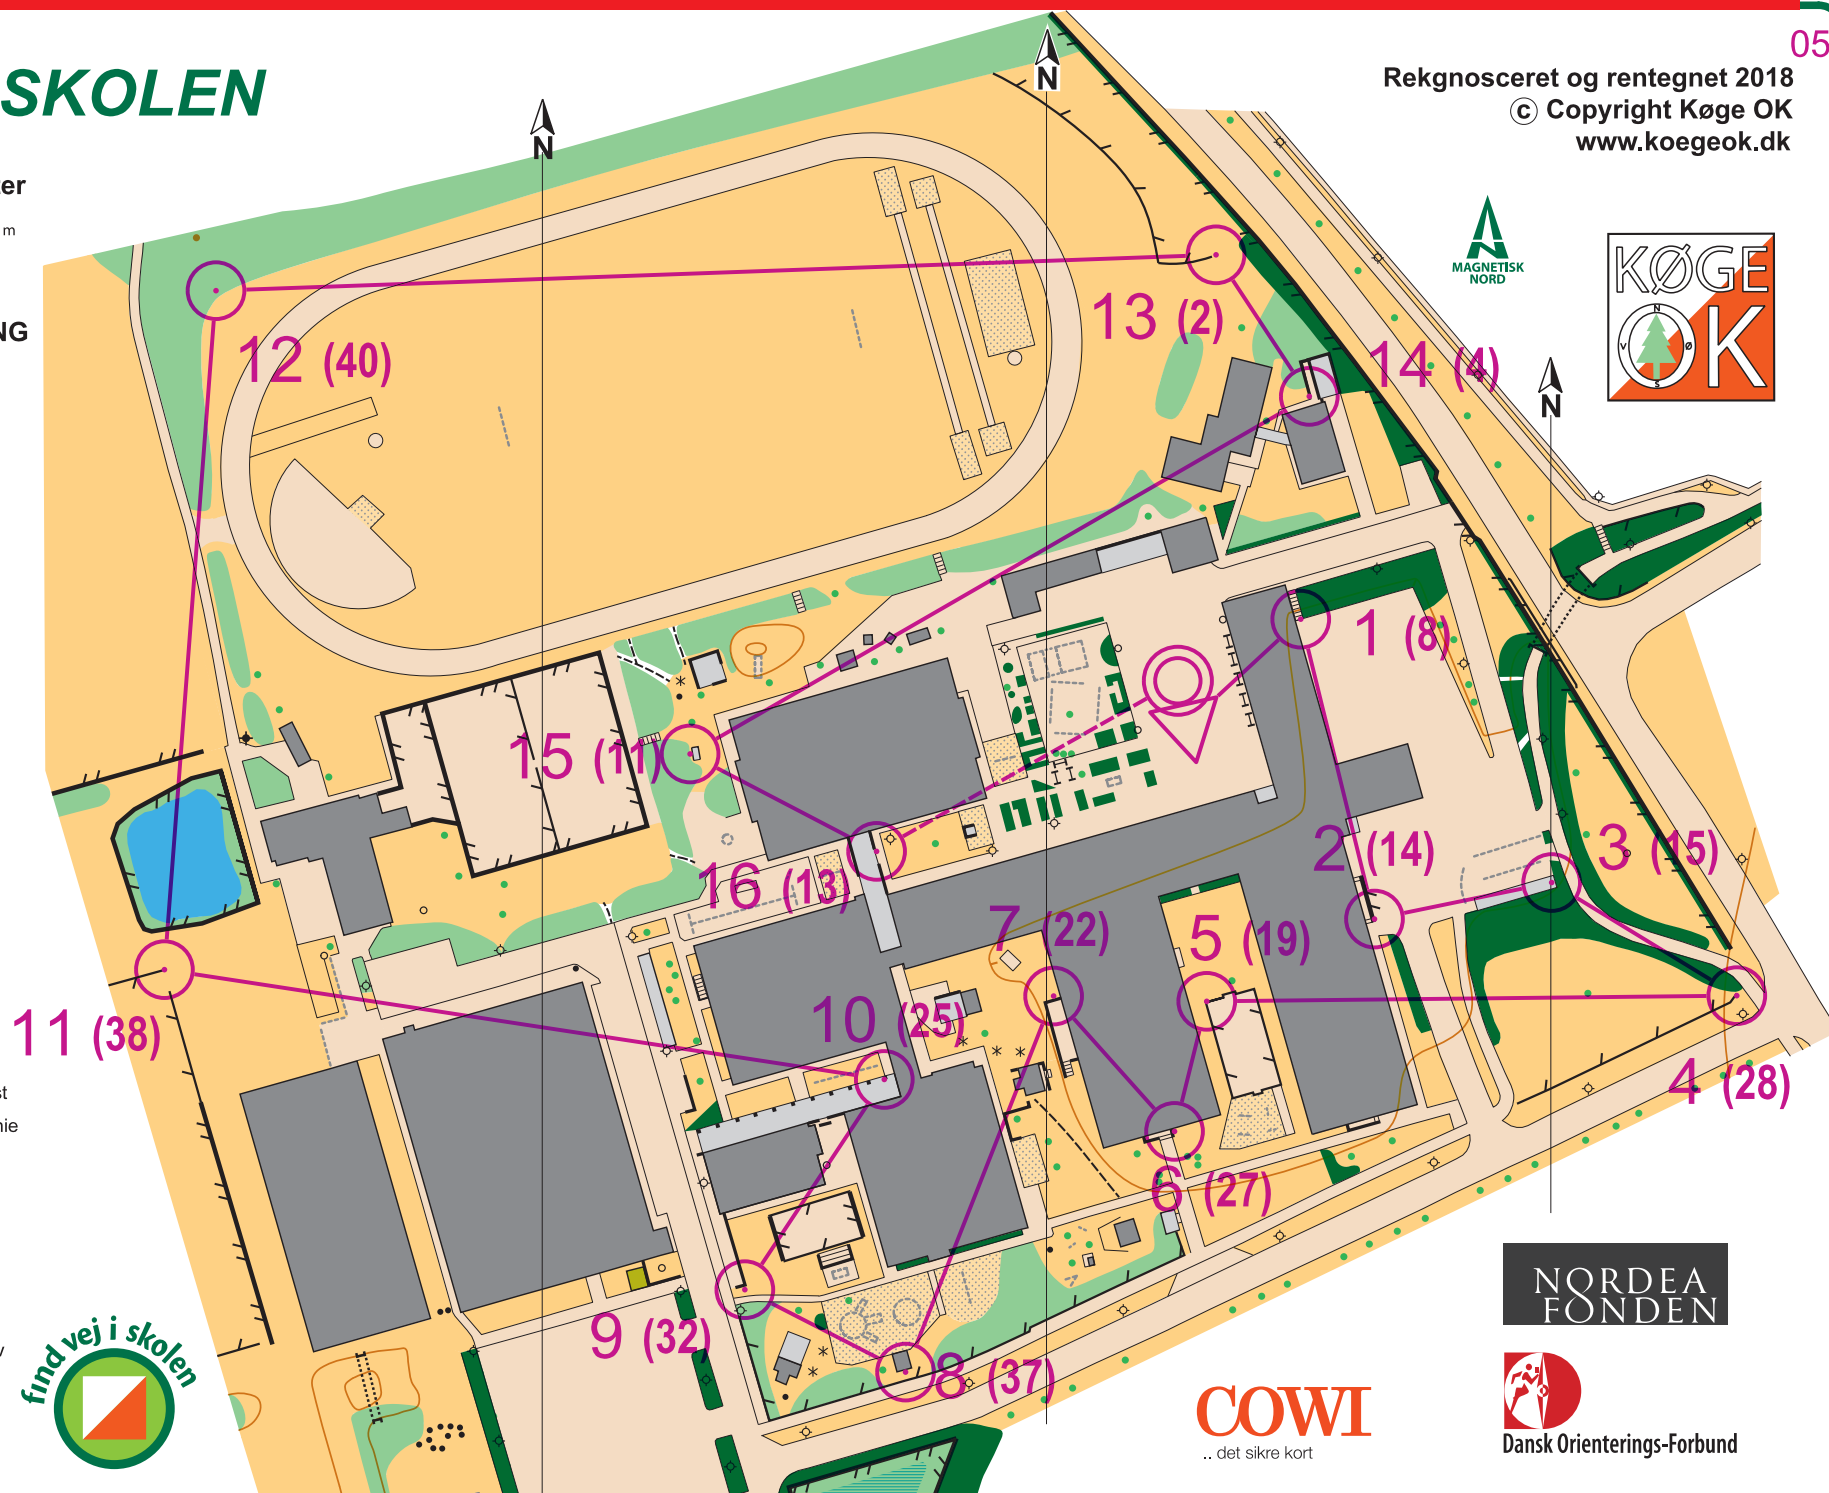 05
SKOLEN
Rekgnosceret og rentegnet 2018
© Copyright Køge OK
www.koegeok.dk
N
N
N
er
m
NG
MAGNETISK
NORD
KØGE
OK
N
V
Ø
S
12 (40)
13 (2)
14 (4)
1 (8)
15 (11)
2 (14)
3 (15)
16 (13)
7 (22)
5 (19)
10 (25)
11 (38)
4 (28)
6 (27)
9 (32)
8 (37)
st
nie
v
find vej i skolen
NORDEA
FONDEN
COWI
.. det sikre kort
Dansk Orienterings-Forbund